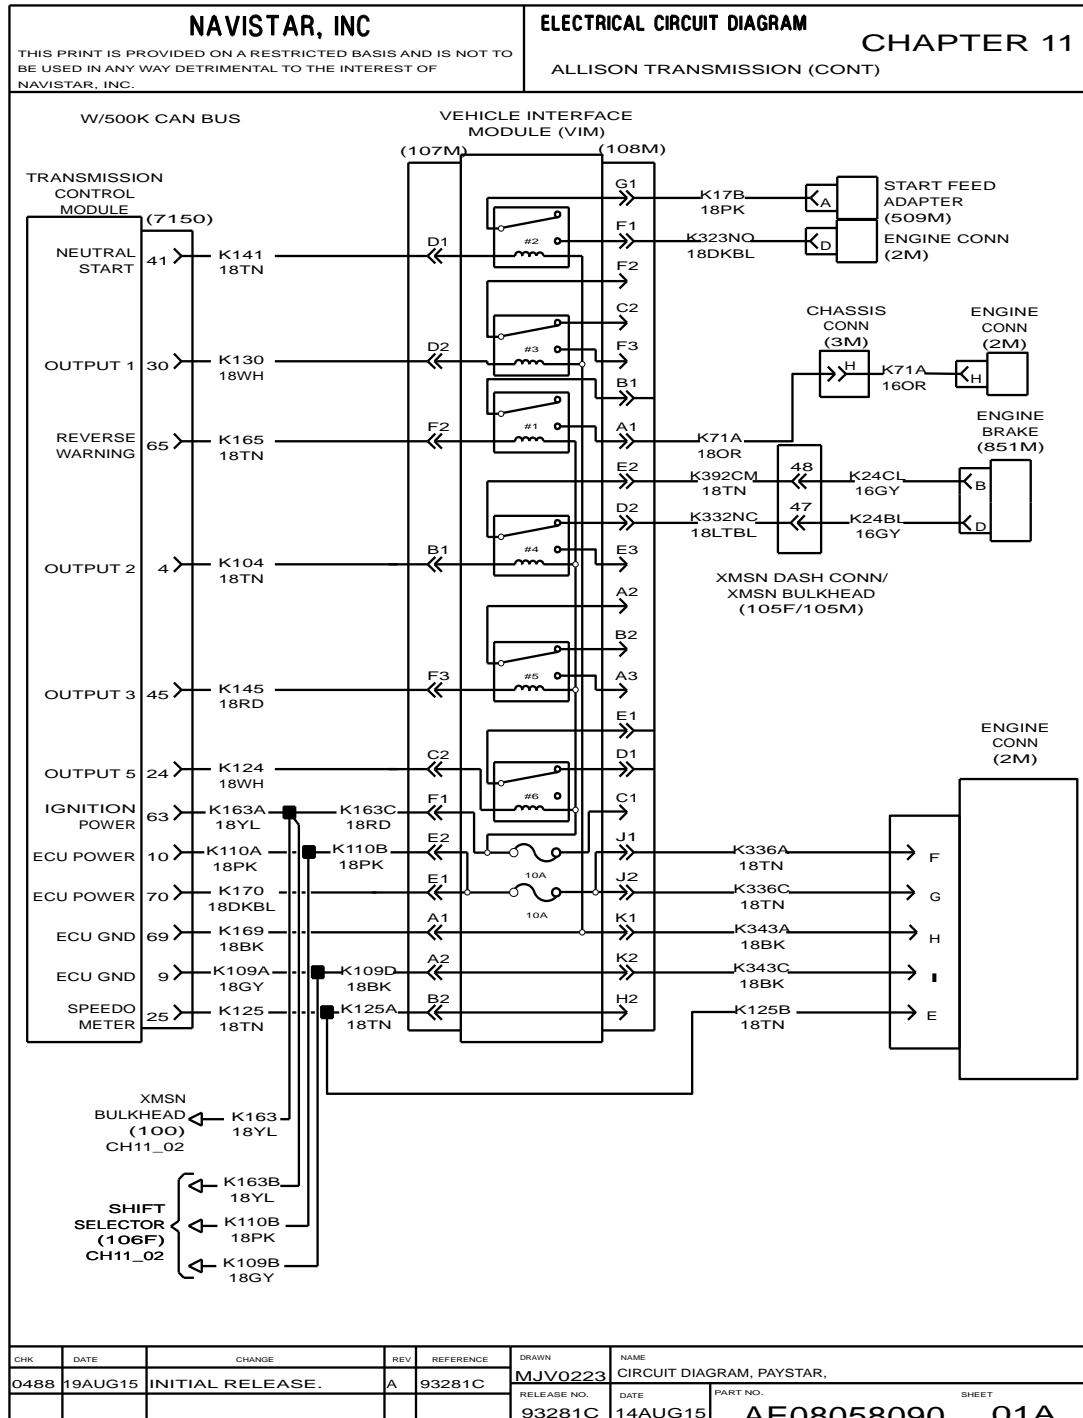 NAVISTAR, INC
THIS PRINT IS PROVIDED ON A RESTRICTED BASIS AND IS NOT TO
BE USED IN ANY WAY DETRIMENTAL TO THE INTEREST OF
NAVISTAR, INC.
ELECTRICAL CIRCUIT DIAGRAM
CHAPTER 11
ALLISON TRANSMISSION (CONT)
W/500K CAN BUS
VEHICLE INTERFACE
MODULE (VIM)
(107M)
(108M)
TRANSMISSION
CONTROL
MODULE
(7150)
NEUTRAL
START
41
K141
18TN
D1
#2
G1
K17B
18PK
A
START FEED
ADAPTER
(509M)
F1
K323NO
18DKBL
D
ENGINE CONN
(2M)
F2
C2
OUTPUT 1
30
K130
18WH
D2
#3
F3
B1
CHASSIS
CONN
(3M)
H
K71A
16OR
ENGINE
CONN
(2M)
H
REVERSE
WARNING
65
K165
18TN
F2
#1
A1
K71A
18OR
ENGINE
BRAKE
(851M)
E2
K392CM
18TN
48
K24CL
16GY
B
D2
K332NC
18LTBL
47
K24BL
16GY
D
XMSN DASH CONN/
XMSN BULKHEAD
(105F/105M)
OUTPUT 2
4
K104
18TN
B1
#4
E3
A2
B2
OUTPUT 3
45
K145
18RD
F3
#5
A3
E1
OUTPUT 5
24
K124
18WH
C2
#6
D1
IGNITION
POWER
63
K163A
18YL
K163C
18RD
F1
C1
ECU POWER
10
K110A
18PK
K110B
18PK
E2
10A
J1
K336A
18TN
F
ECU POWER
70
K170
18DKBL
E1
10A
J2
K336C
18TN
G
ECU GND
69
K169
18BK
A1
K1
K343A
18BK
H
ECU GND
9
K109A
18GY
K109D
18BK
A2
K2
K343C
18BK
I
SPEEDO
METER
25
K125
18TN
K125A
18TN
B2
H2
K125B
18TN
E
ENGINE
CONN
(2M)
XMSN
BULKHEAD
(100)
CH11_02
K163
18YL
SHIFT
SELECTOR
(106F)
CH11_02
K163B
18YL
K110B
18PK
K109B
18GY
CHK DATE CHANGE REV REFERENCE
0488 19AUG15 INITIAL RELEASE. A 93281C
DRAWN
MJV0223
NAME
CIRCUIT DIAGRAM, PAYSTAR,
RELEASE NO.
93281C
DATE
14AUG15
PART NO.
AE08058090
SHEET
01A